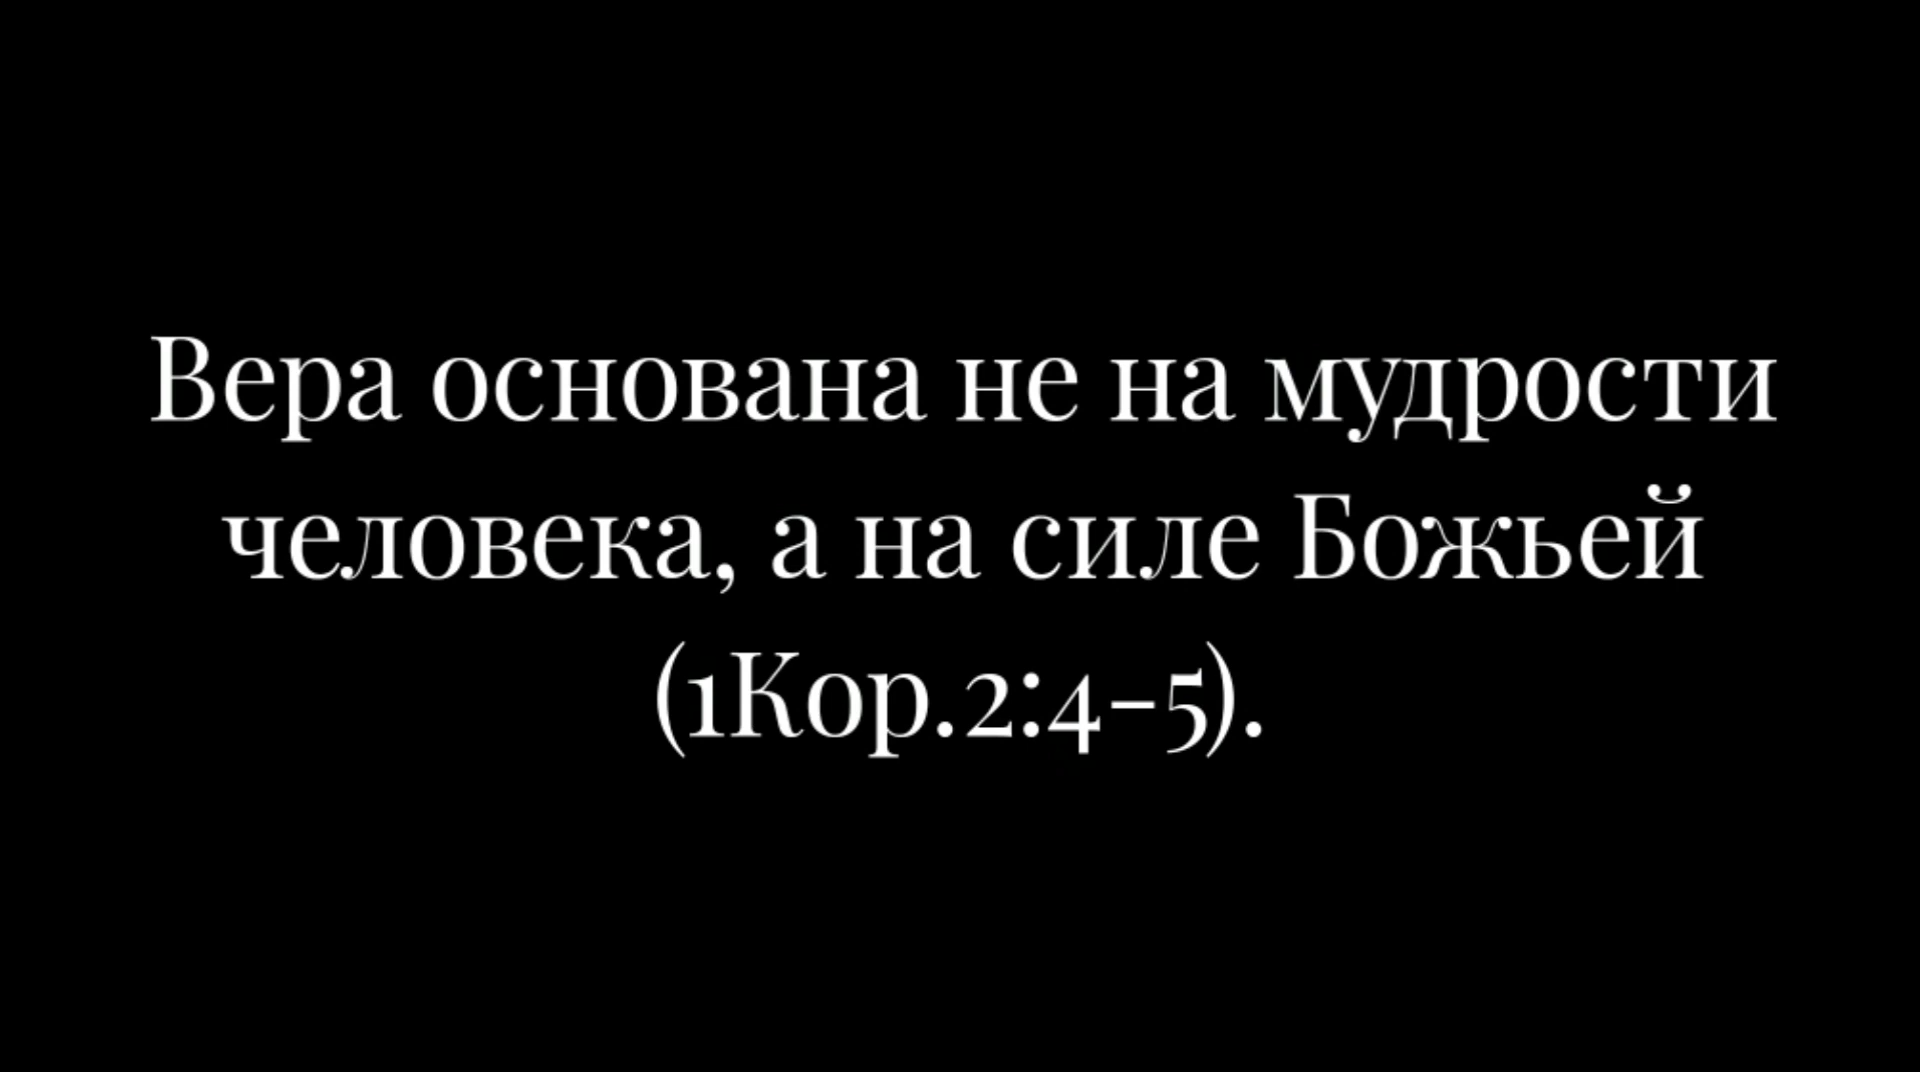 Вера основана не на мудрости
человека, а на силе Божьей
(1Кор.2:4-5).